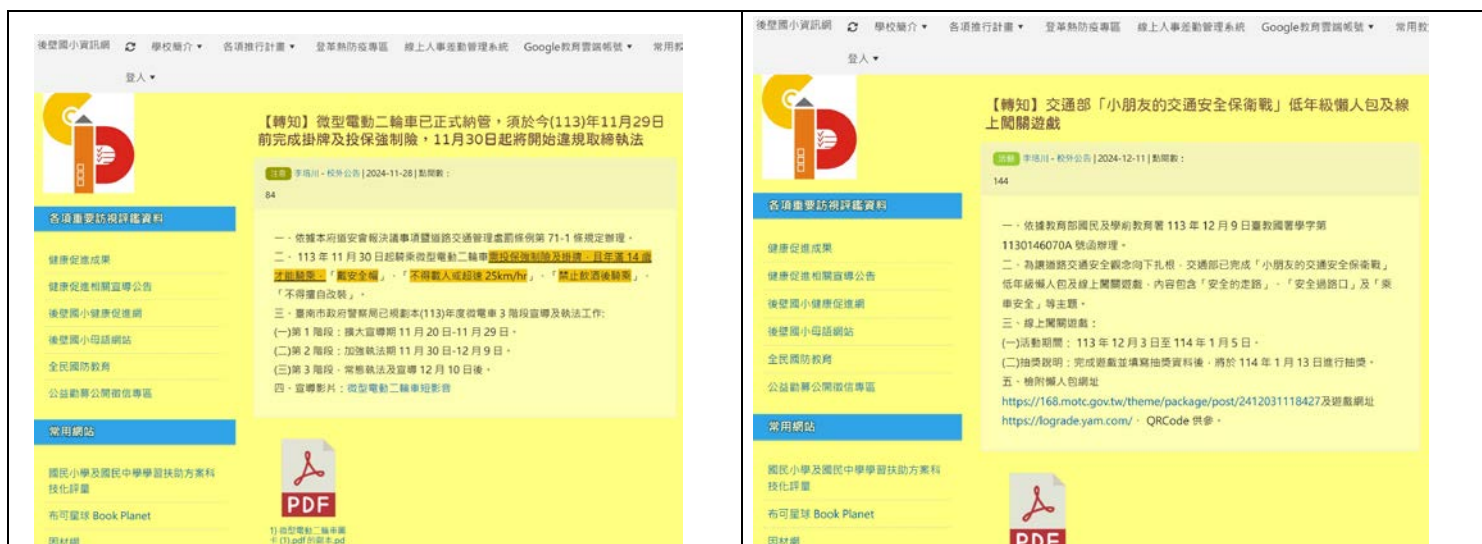 後壁國小資訊網 學校簡介▼ 各項推行計畫▼ 登革熱防疫專區 線上人事差勤管理系統 Google教育雲端帳號▼ 常用教
登入▼
【轉知】微型電動二輪車已正式納管,須於今(113)年11月29日
前完成掛牌及投保強制險,11月30日起將開始違規取締執法
注意 李培川 - 校外公告 | 2024-11-28 | 點閱數:
84
各項重要訪視評鑑資料
健康促進成果
健康促進相關宣導公告
後壁國小健康促進網
後壁國小母語網站
全民國防教育
公益勸募公開徵信專區
常用網站
國民小學及國民中學學習扶助方案科
技化評量
布可星球 Book Planet
因材網
一、依據本府道安會報決議事項暨道路交通管理處罰條例第 71-1 條規定辦理。
二、 113 年 11 月 30 日起騎乘微型電動二輪車需投保強制險及掛牌,且年滿 14 歲
才能騎乘、「戴安全帽」、「不得載人或超速 25km/hr」、「禁止飲酒後騎乘」、
「不得擅自改裝」。
三、臺南市政府警察局已規劃本(113)年度微電車 3 階段宣導及執法工作:
(一)第 1 階段:擴大宣導期 11 月 20 日-11 月 29 日。
(二)第 2 階段:加強執法期 11 月 30 日-12 月 9 日。
(三)第 3 階段,常態執法及宣導 12 月 10 日後。
四、宣導影片:微型電動二輪車短影音
PDF
1) 微型電動二輪車圖
卡 (1).pdf 的副本.pd
後壁國小資訊網 學校簡介▼ 各項推行計畫▼ 登革熱防疫專區 線上人事差勤管理系統 Google教育雲端帳號▼ 常用教
登入▼
【轉知】交通部「小朋友的交通安全保衛戰」低年級懶人包及線
上闖關遊戲
活動 李培川 - 校外公告 | 2024-12-11 | 點閱數:
144
各項重要訪視評鑑資料
健康促進成果
健康促進相關宣導公告
後壁國小健康促進網
後壁國小母語網站
全民國防教育
公益勸募公開徵信專區
常用網站
國民小學及國民中學學習扶助方案科
技化評量
布可星球 Book Planet
因材網
一、依據教育部國民及學前教育署 113 年 12 月 9 日臺教國署學字第
1130146070A 號函辦理。
二、為讓道路交通安全觀念向下扎根,交通部已完成「小朋友的交通安全保衛戰」
低年級懶人包及線上闖關遊戲,內容包含「安全的走路」、「安全過路口」及「乘
車安全」等主題。
三、線上闖關遊戲:
(一)活動期間: 113 年 12 月 3 日至 114 年 1 月 5 日。
(二)抽獎說明:完成遊戲並填寫抽獎資料後,將於 114 年 1 月 13 日進行抽獎。
五、檢附懶人包網址
https://168.motc.gov.tw/theme/package/post/2412031118427及遊戲網址
https://lograde.yam.com/、 QRCode 供參。
PDF